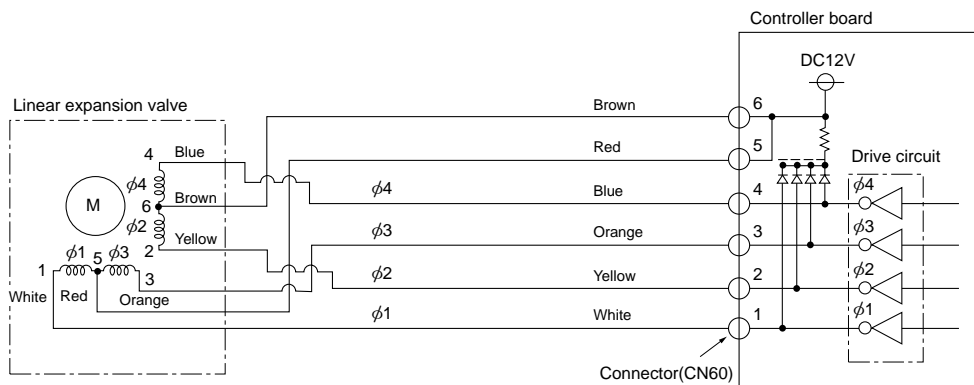 Controller board
DC12V
Linear expansion valve
Brown
6
Red
5
Drive circuit
4
Blue
ϕ4
M
6
Brown
ϕ4
Blue
4
ϕ4
ϕ2
ϕ3
Orange
3
ϕ3
2
Yellow
ϕ1
5
ϕ3
1
3
ϕ2
Yellow
2
ϕ2
White
Red
Orange
ϕ1
White
1
ϕ1
Connector(CN60)